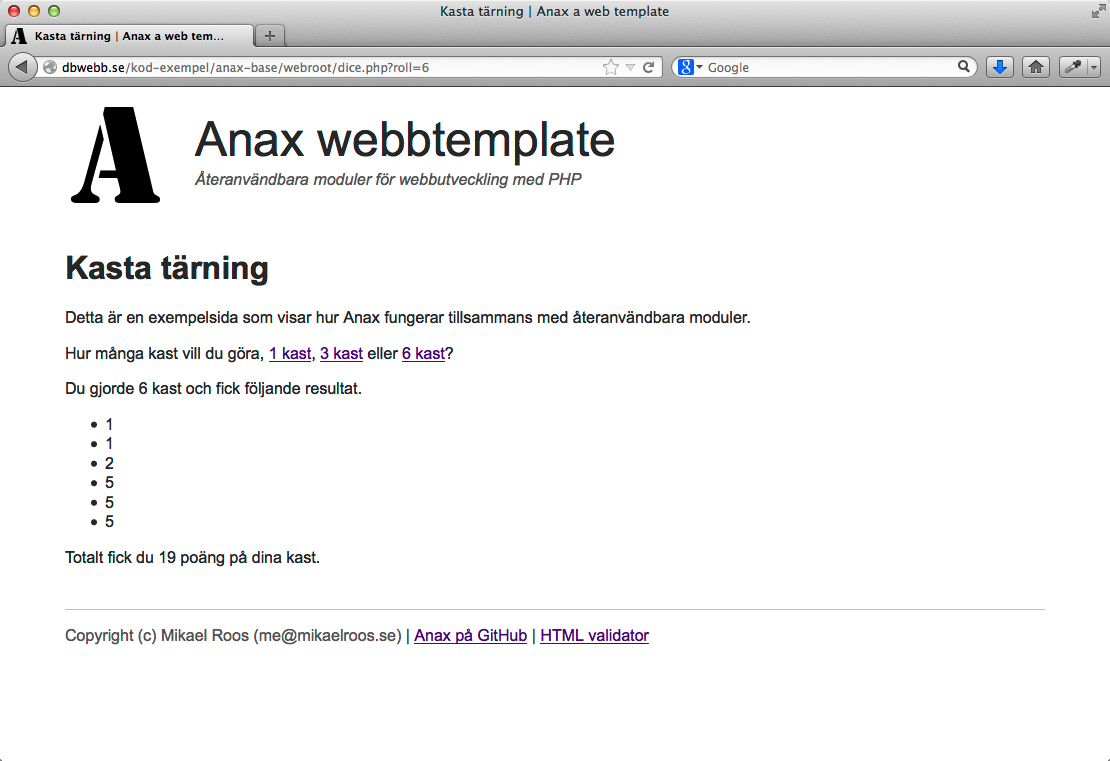 Kasta tärning | Anax a web template
Kasta tärning | Anax a web tem...
dbwebb.se/kod-exempel/anax-base/webroot/dice.php?roll=6
Google
A
Anax webbtemplate
Återanvändbara moduler för webbutveckling med PHP
Kasta tärning
Detta är en exempelsida som visar hur Anax fungerar tillsammans med återanvändbara moduler.
Hur många kast vill du göra, 1 kast, 3 kast eller 6 kast?
Du gjorde 6 kast och fick följande resultat.
• 1
• 1
• 2
• 5
• 5
• 5
Totalt fick du 19 poäng på dina kast.
Copyright (c) Mikael Roos (me@mikaelroos.se) | Anax på GitHub | HTML validator